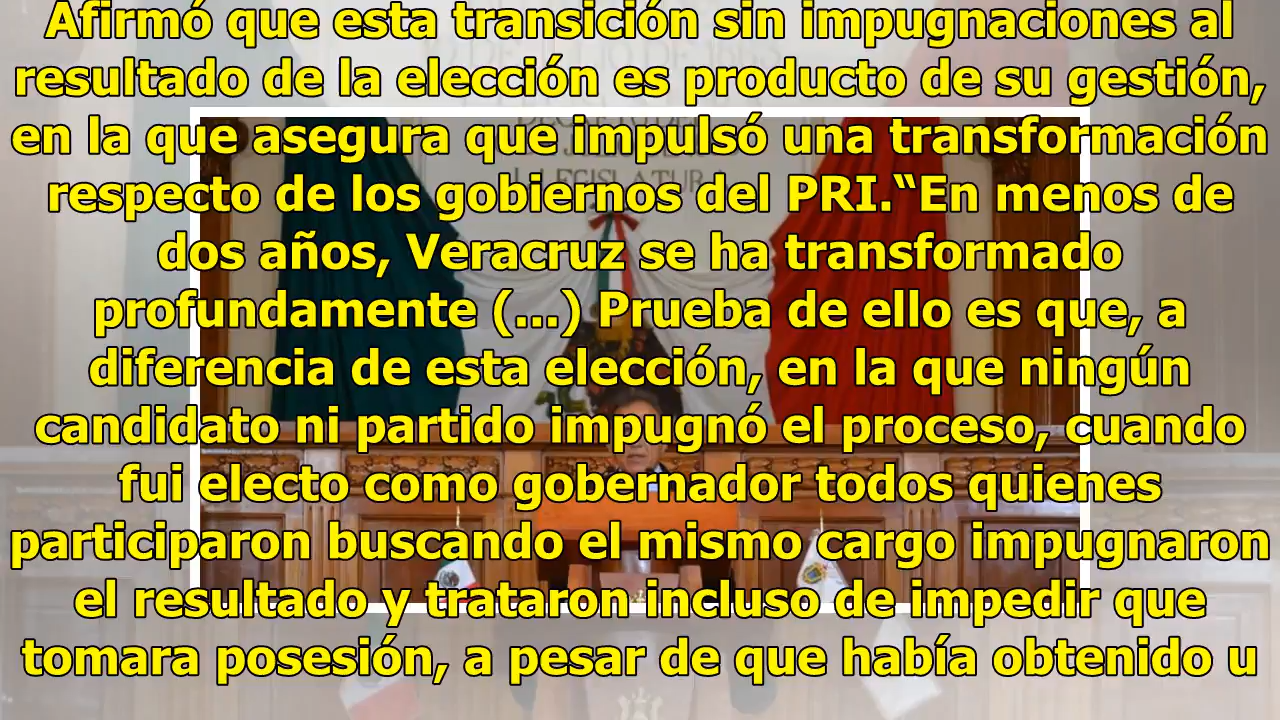 Afirmó que esta transición sin impugnaciones al
resultado de la elección es producto de su gestión,
en la que asegura que impulsó una transformación
respecto de los gobiernos del PRI.“En menos de
dos años, Veracruz se ha transformado
profundamente (...) Prueba de ello es que, a
diferencia de esta elección, en la que ningún
candidato ni partido impugnó el proceso, cuando
fui electo como gobernador todos quienes
participaron buscando el mismo cargo impugnaron
el resultado y trataron incluso de impedir que
tomara posesión, a pesar de que había obtenido u